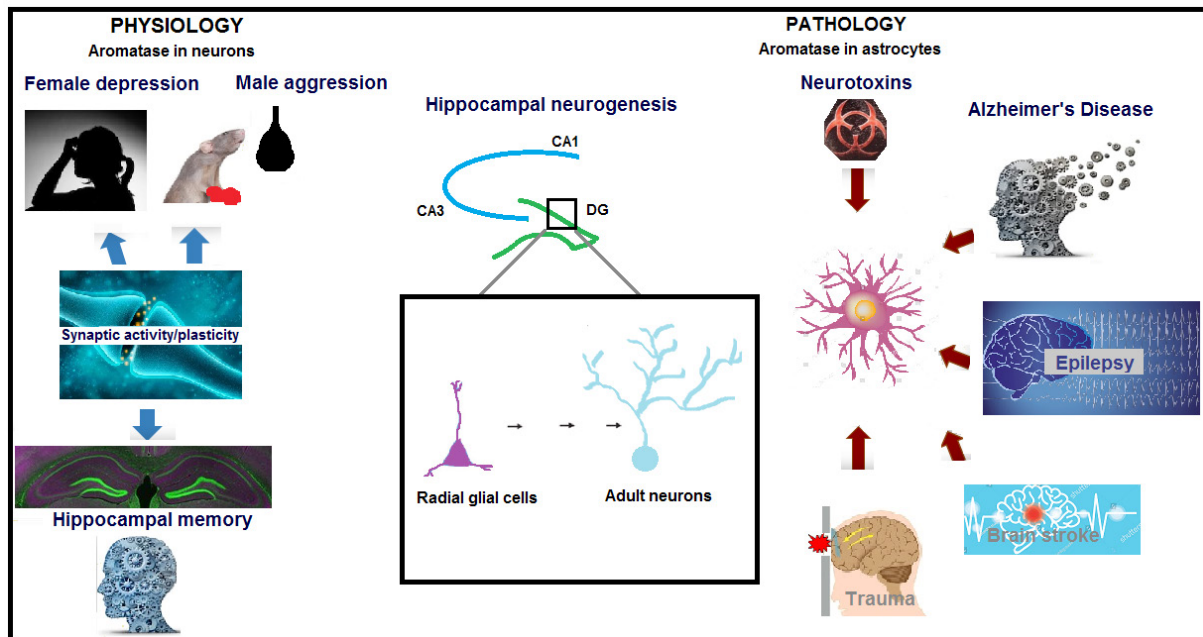 PHYSIOLOGY
Aromatase in neurons
Female depression
Male aggression
Synaptic activity/plasticity
Hippocampal memory
Hippocampal neurogenesis
CA1
CA3
DG
Radial glial cells
Adult neurons
PATHOLOGY
Aromatase in astrocytes
Neurotoxins
Alzheimer's Disease
Epilepsy
Brain stroke
Trauma